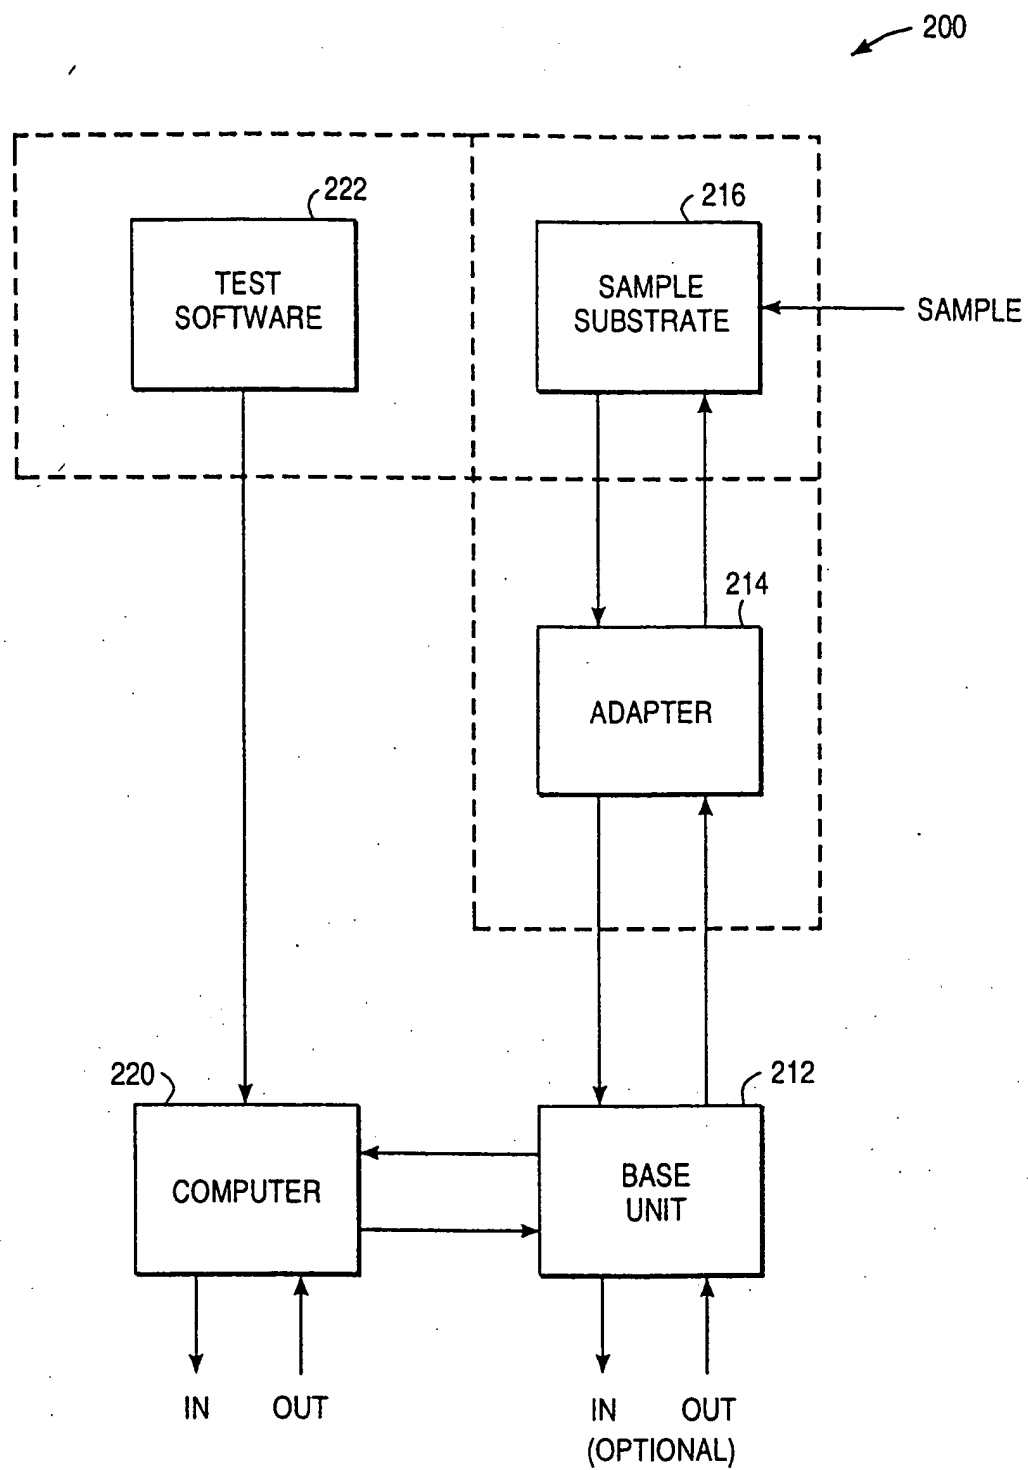 200
222
216
TEST
SOFTWARE
SAMPLE
SUBSTRATE
SAMPLE
214
ADAPTER
220
212
COMPUTER
BASE
UNIT
IN
OUT
IN
OUT
(OPTIONAL)